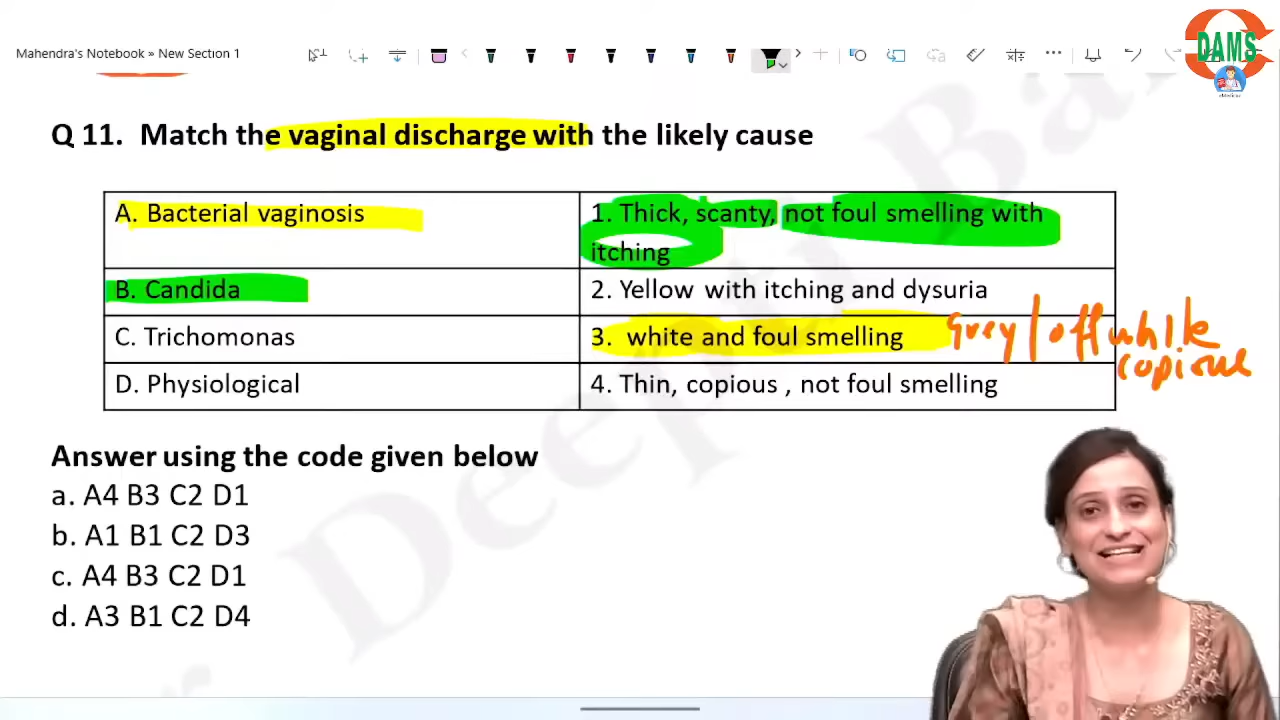 Mahendra's Notebook » New Section 1
DAMS
Q 11. Match the vaginal discharge with the likely cause
A. Bacterial vaginosis
1. Thick, scanty, not foul smelling with
itching
B. Candida
2. Yellow with itching and dysuria
C. Trichomonas
3. white and foul smelling
Grey / off white
copious
D. Physiological
4. Thin, copious , not foul smelling
Answer using the code given below
a. A4 B3 C2 D1
b. A1 B1 C2 D3
c. A4 B3 C2 D1
d. A3 B1 C2 D4